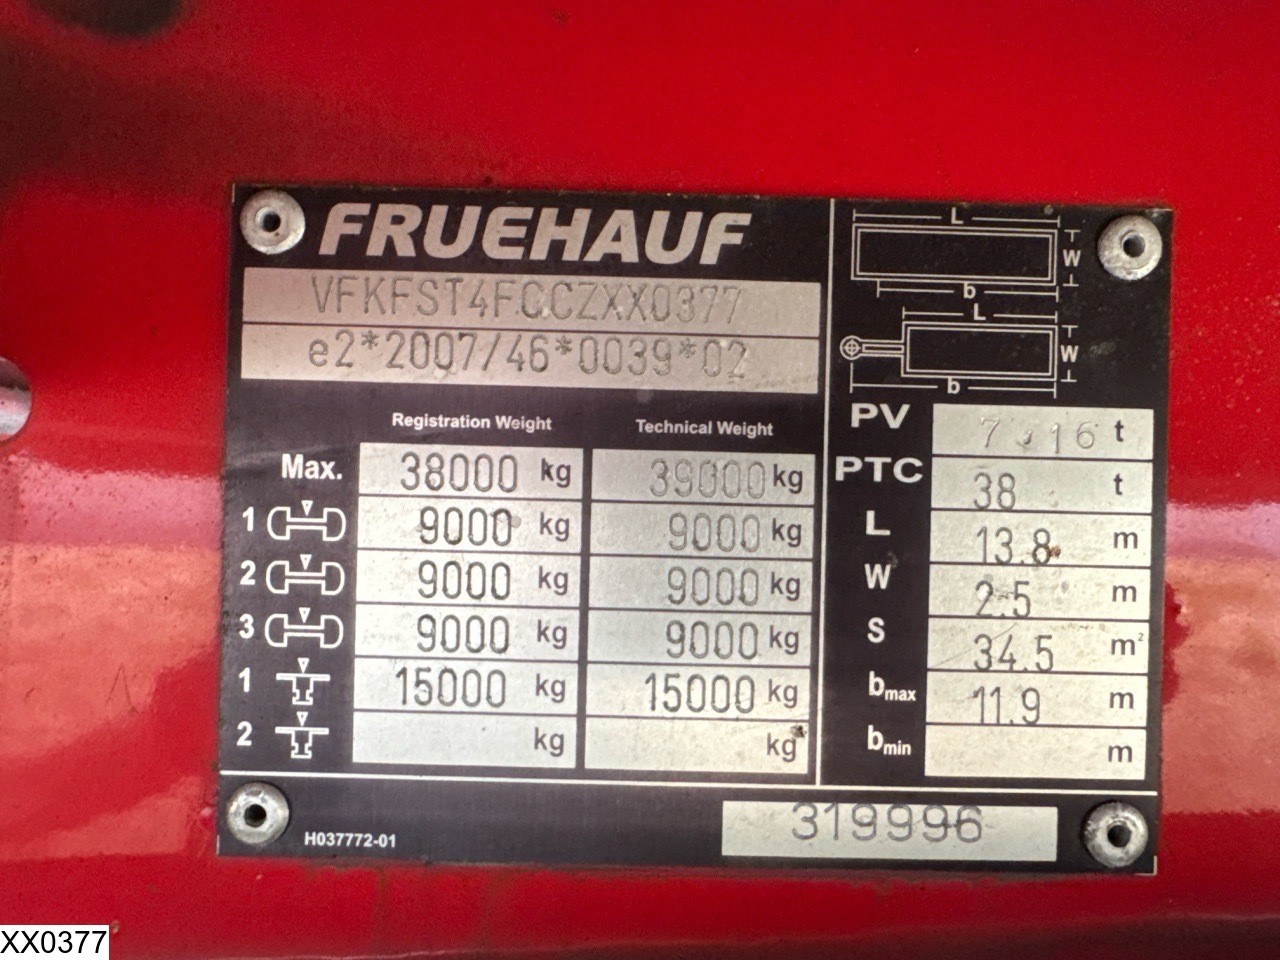 FRUEHAUF
VFKFST4FCCZXX0377
e2*2007/46*0039*02
Registration Weight Technical Weight
Max. 38000 kg 39000 kg
1 9000 kg 9000 kg
2 9000 kg 9000 kg
3 9000 kg 9000 kg
1 15000 kg 15000 kg
2 kg kg
L
W
b
L
W
b
PV 7.16 t
PTC 38 t
L 13.8 m
W 2.5 m
S 34.5 m²
bmax 11.9 m
bmin m
H037772-01
319996
XX0377